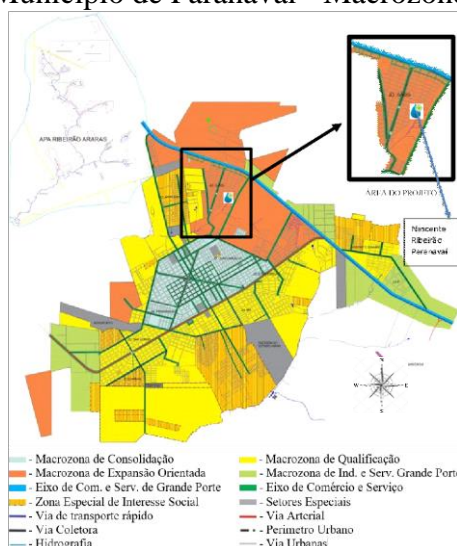 Município de Paranavaí - Macrozone
APA RIBEIRÃO ARARAS
ÁREA DO PROJETO
Nascente
Ribeirão
Paranavaí
W
E
S
- Macrozona de Consolidação
- Macrozona de Qualificação
- Macrozona de Expansão Orientada
- Macrozona de Ind. e Serv. Grande Porte
- Eixo de Com. e Serv. de Grande Porte
- Eixo de Comércio e Serviço
- Zona Especial de Interesse Social
- Setores Especiais
- Via de transporte rápido
- Via Arterial
- Via Coletora
- Perímetro Urbano
- Hidrografia
- Via Urbanas